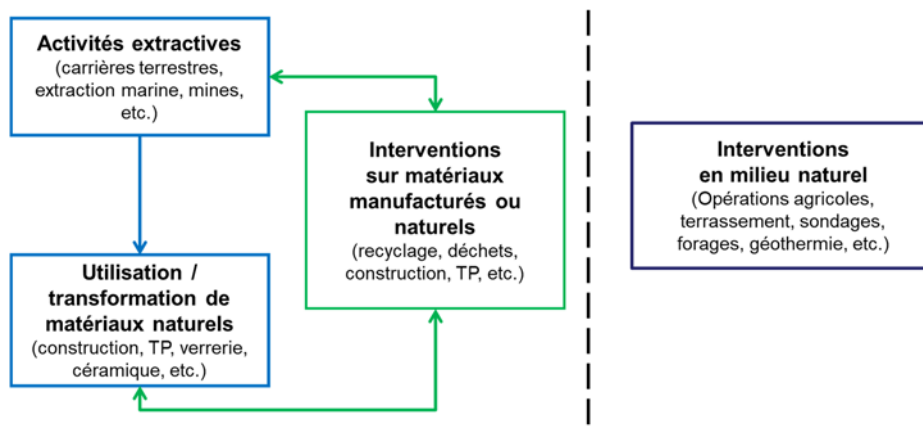 Activités extractives
(carrières terrestres,
extraction marine, mines,
etc.)
Interventions
sur matériaux
manufacturés ou
naturels
(recyclage, déchets,
construction, TP, etc.)
Utilisation /
transformation de
matériaux naturels
(construction, TP, verrerie,
céramique, etc.)
Interventions
en milieu naturel
(Opérations agricoles,
terrassement, sondages,
forages, géothermie, etc.)